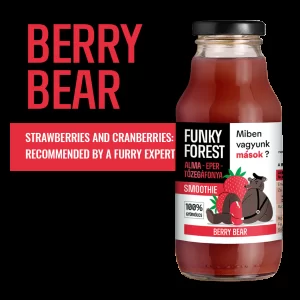 BERRY
BEAR
STRAWBERRIES AND CRANBERRIES:
RECOMMENDED BY A FURRY EXPERT
FUNKY
FOREST
ALMA-EPER-
TŐZEGÁFONYA
SMOOTHIE
100%
GYÜMÖLCS
Miben
vagyunk
mások?
BERRY BEAR